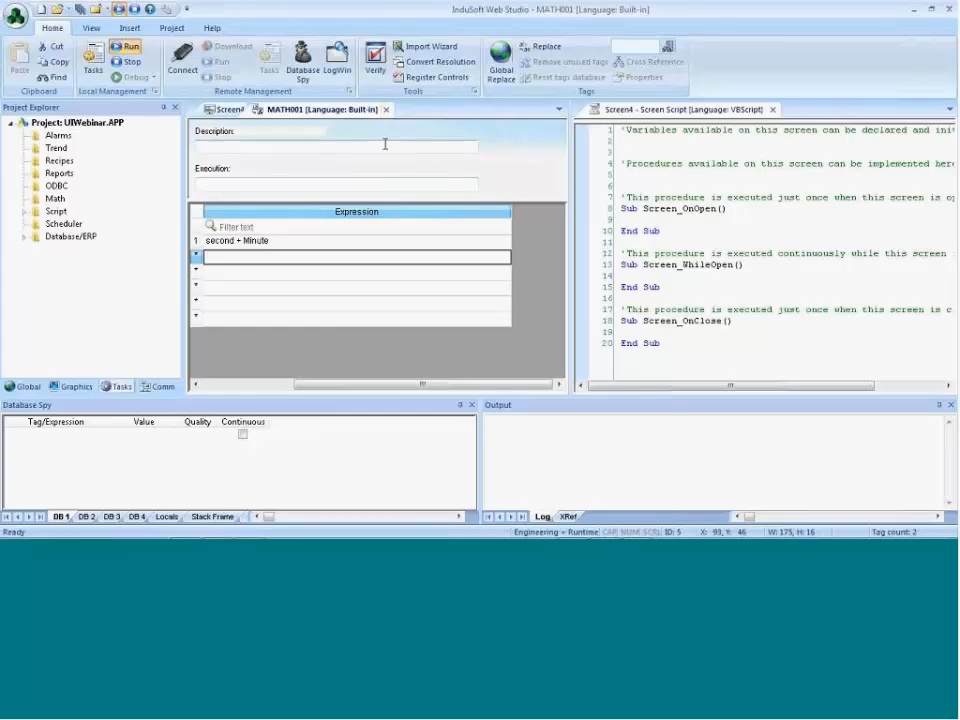 InduSoft Web Studio - MATH001 [Language: Built-in]
Home View Insert Project Help
Paste
Cut
Copy
Find
Clipboard
Tasks
Run
Stop
Debug
Local Management
Connect
Download
Run
Stop
Tasks
Database Spy
LogWin
Remote Management
Verify
Import Wizard
Convert Resolution
Register Controls
Tools
Global Replace
Replace
Remove unused tags
Reset tags database
Cross Reference
Properties
Tags
Project Explorer
Project: UIWebinar.APP
Alarms
Trend
Recipes
Reports
ODBC
Math
Script
Scheduler
Database/ERP
Global Graphics Tasks Comm
Screen4 MATH001 [Language: Built-in]
Description:
Execution:
Expression
Filter text
1 second + Minute
*
*
*
*
*
Screen4 - Screen Script [Language: VBScript]
1 'Variables available on this screen can be declared and ini
2
3
4 'Procedures available on this screen can be implemented here
5
6
7 'This procedure is executed just once when this screen is op
8 Sub Screen_OnOpen()
9
10 End Sub
11
12 'This procedure is executed continuously while this screen
13 Sub Screen_WhileOpen()
14
15 End Sub
16
17 'This procedure is executed just once when this screen is c
18 Sub Screen_OnClose()
19
20 End Sub
Database Spy
Tag/Expression Value Quality Continuous
DB 1 DB 2 DB 3 DB 4 Locals Stack Frame
Output
Log XRef
Ready
Engineering + Runtime CAP NUM SCRL ID: 5 X: 99, Y: 46 W: 175, H: 16 Tag count: 2